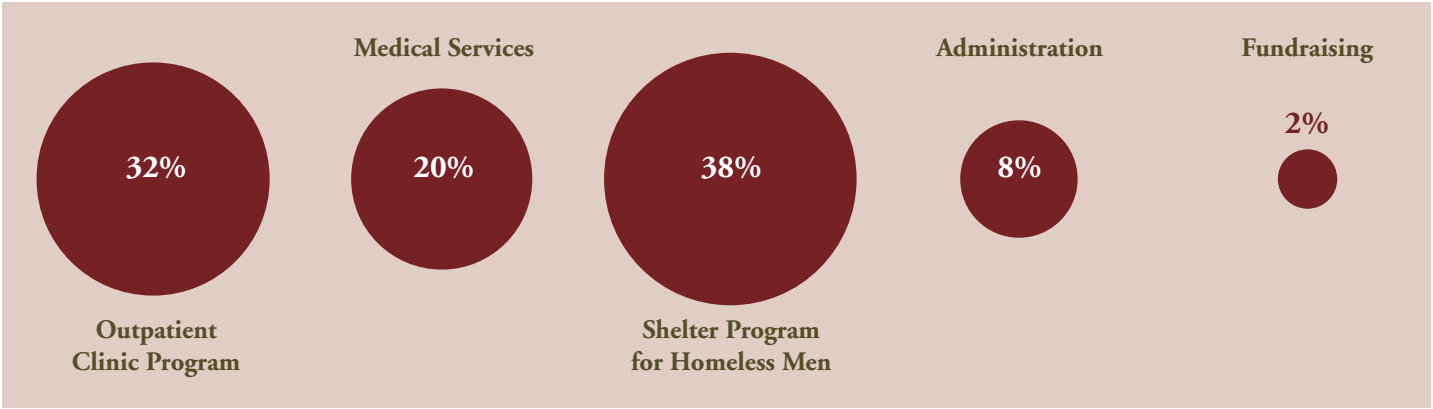 Medical Services
Administration
Fundraising
2%
32%
20%
38%
8%
Outpatient
Clinic Program
Shelter Program
for Homeless Men